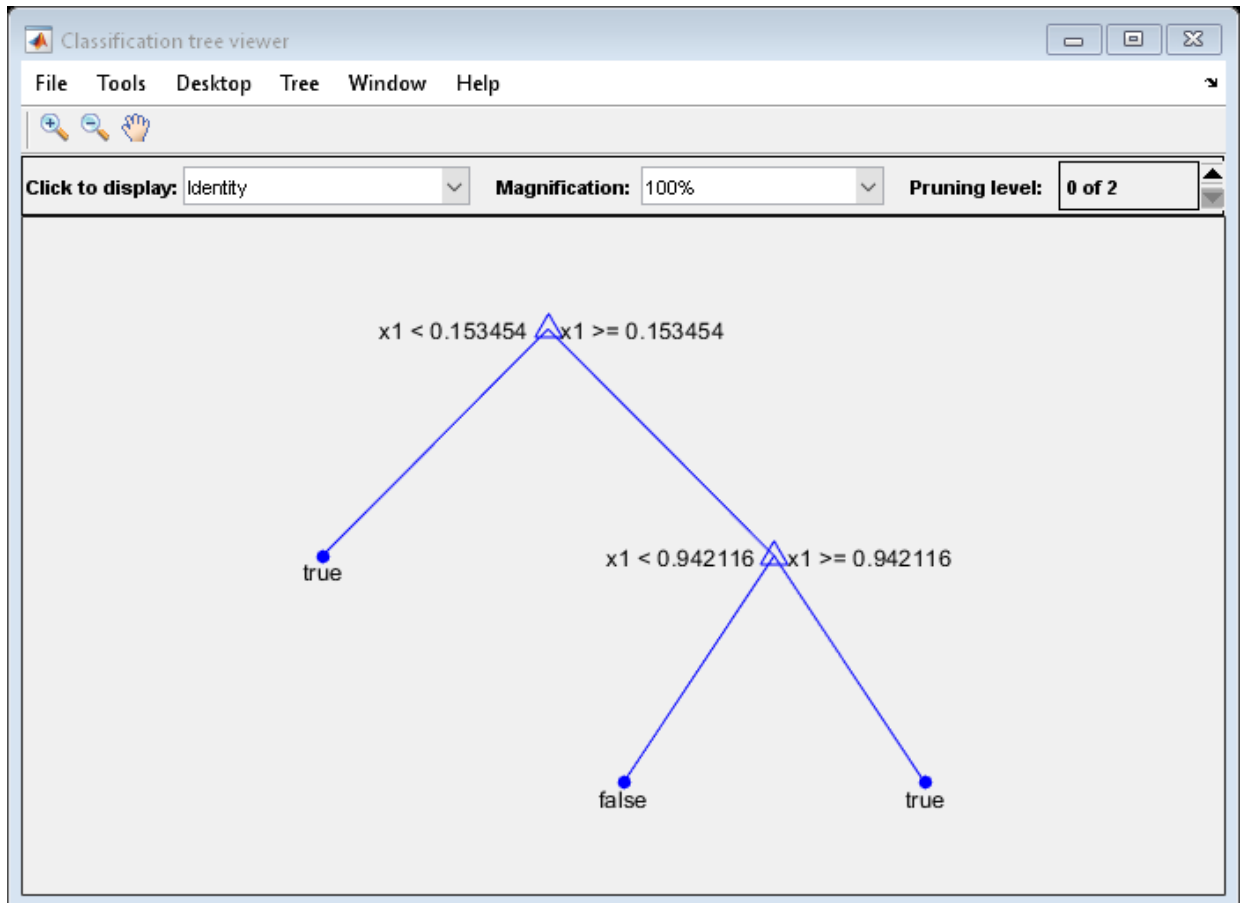 Classification tree viewer
File Tools Desktop Tree Window Help
Click to display: Identity Magnification: 100% Pruning level: 0 of 2
x1 < 0.153454 x1 >= 0.153454
true
x1 < 0.942116 x1 >= 0.942116
false true